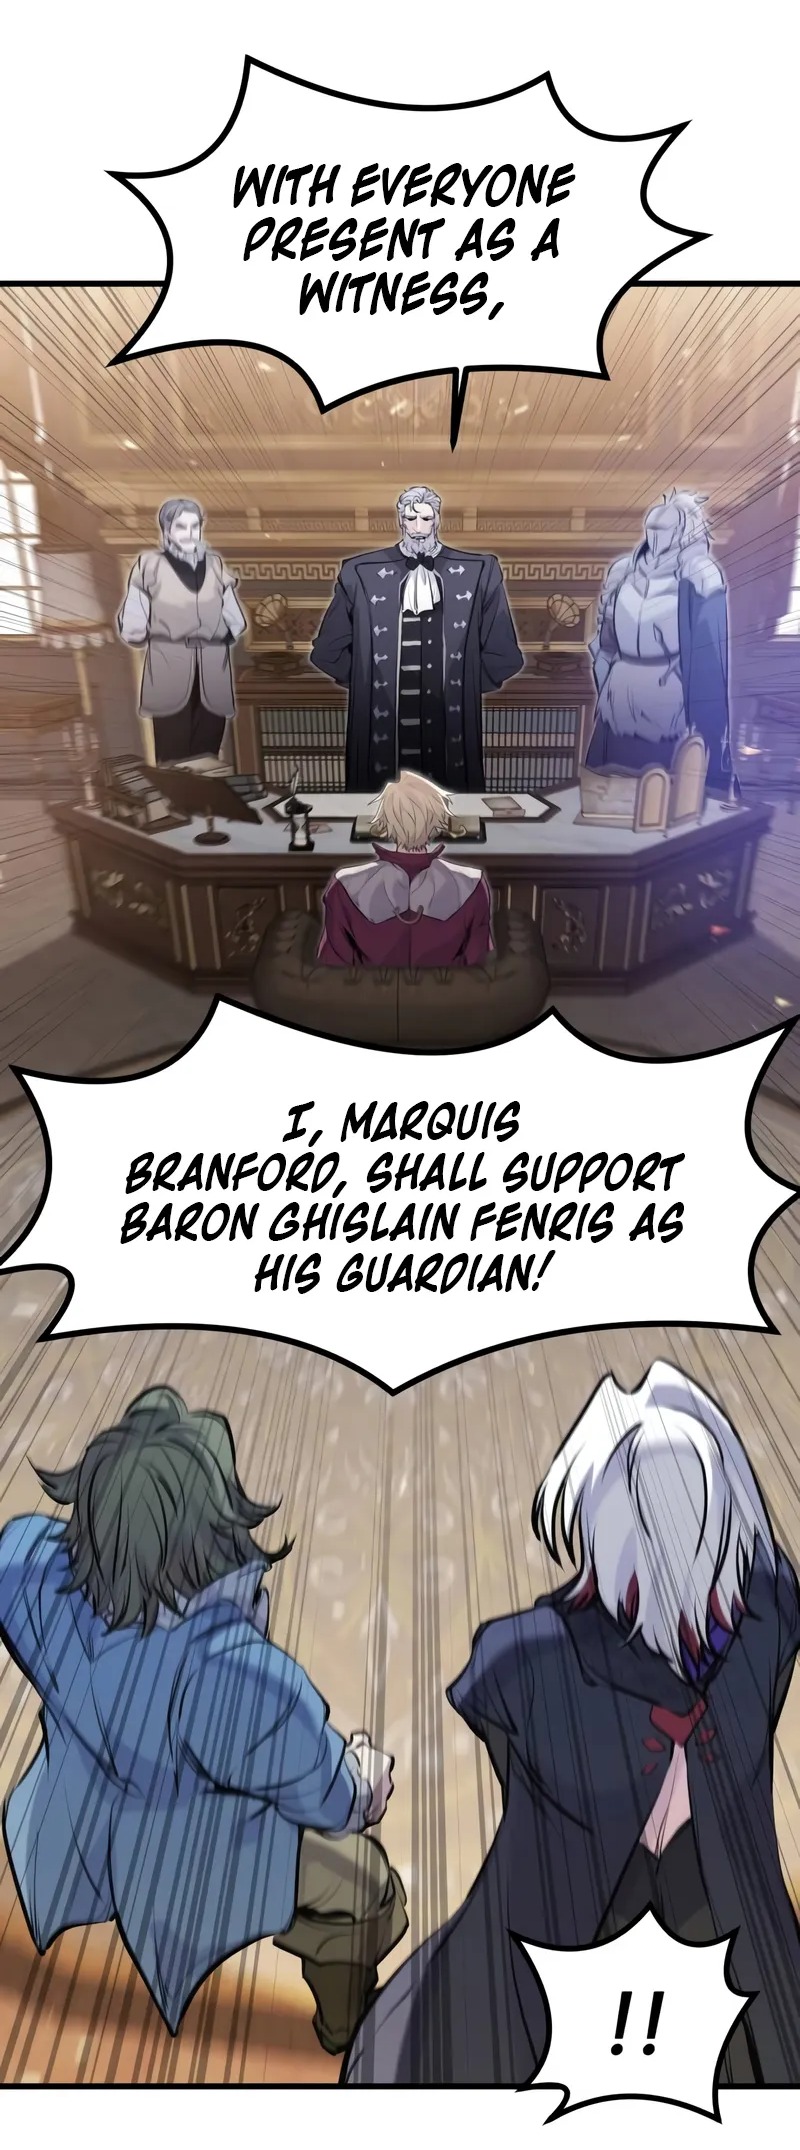 WITH EVERYONE
PRESENT AS A
WITNESS,
I, MARQUIS
BRANFORD, SHALL SUPPORT
BARON GHISLAIN FENRIS AS
HIS GUARDIAN!
!!